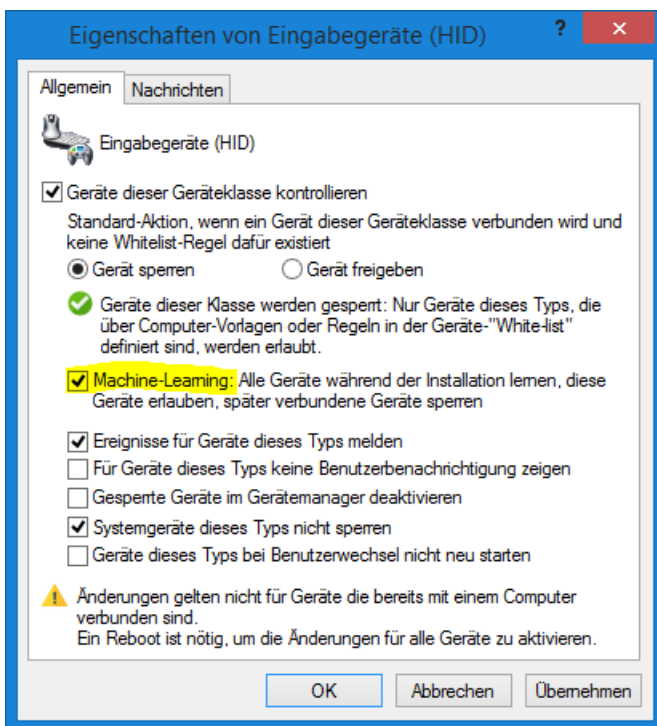 Eigenschaften von Eingabegeräte (HID)
?
×
Allgemein
Nachrichten
Eingabegeräte (HID)
Geräte dieser Geräteklasse kontrollieren
Standard-Aktion, wenn ein Gerät dieser Geräteklasse verbunden wird und
keine Whitelist-Regel dafür existiert
Gerät sperren
Gerät freigeben
Geräte dieser Klasse werden gesperrt: Nur Geräte dieses Typs, die
über Computer-Vorlagen oder Regeln in der Geräte-"White-list"
definiert sind, werden erlaubt.
Machine-Learning: Alle Geräte während der Installation lernen, diese
Geräte erlauben, später verbundene Geräte sperren
Ereignisse für Geräte dieses Typs melden
Für Geräte dieses Typs keine Benutzerbenachrichtigung zeigen
Gesperrte Geräte im Gerätemanager deaktivieren
Systemgeräte dieses Typs nicht sperren
Geräte dieses Typs bei Benutzerwechsel nicht neu starten
Änderungen gelten nicht für Geräte die bereits mit einem Computer
verbunden sind.
Ein Reboot ist nötig, um die Änderungen für alle Geräte zu aktivieren.
OK
Abbrechen
Übernehmen